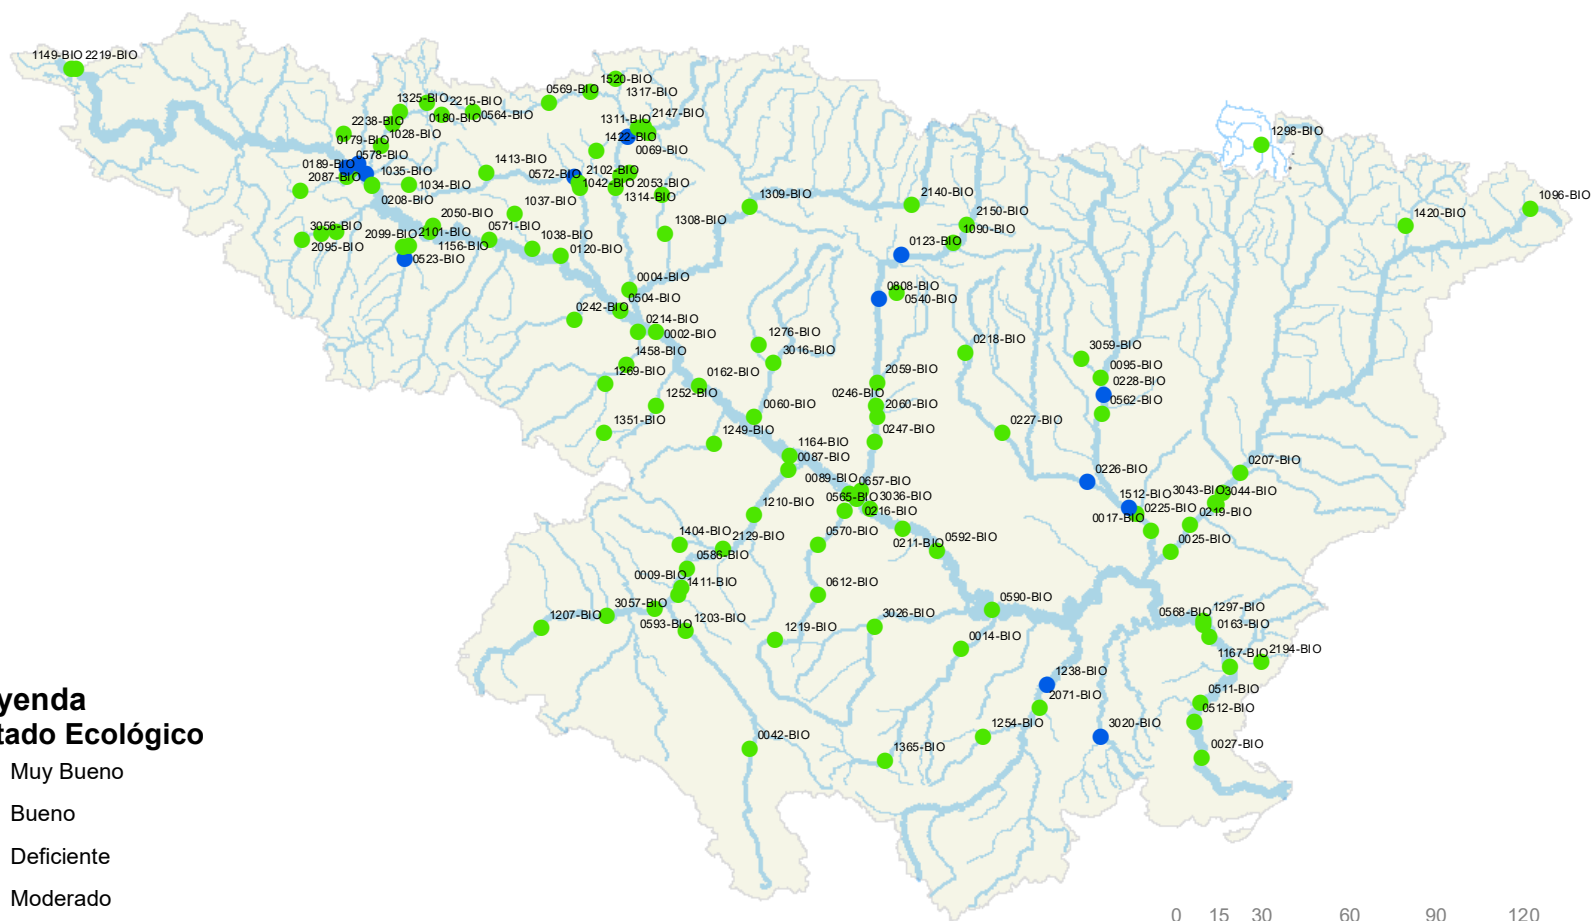 1149-BIO 2219-BIO
1520-BIO
0569-BIO
1317-BIO
1325-BIO 2215-BIO
0180-BIO 0564-BIO
2238-BIO
1028-BIO
0179-BIO
1311-BIO 2147-BIO
1422-BIO
0069-BIO
1298-BIO
0578-BIO
0189-BIO
2087-BIO
1035-BIO
1034-BIO
0208-BIO
1413-BIO
0572-BIO
2102-BIO
1042-BIO 2053-BIO
1314-BIO
1037-BIO
1309-BIO
2140-BIO
1096-BIO
1420-BIO
3056-BIO
2095-BIO
2050-BIO
2099-BIO 2101-BIO
1156-BIO
0571-BIO
0523-BIO
1038-BIO
0120-BIO
1308-BIO
2150-BIO
1090-BIO
0123-BIO
0004-BIO
0504-BIO
0242-BIO
0214-BIO
0002-BIO
0808-BIO
0540-BIO
1458-BIO
1269-BIO
1276-BIO
3016-BIO
0218-BIO
3059-BIO
0095-BIO
0228-BIO
0562-BIO
0162-BIO
1252-BIO
2059-BIO
0246-BIO
2060-BIO
0060-BIO
1351-BIO
1249-BIO
0247-BIO
0227-BIO
1164-BIO
0087-BIO
0089-BIO 0657-BIO
0565-BIO 3036-BIO
0216-BIO
0226-BIO
0207-BIO
1512-BIO
3043-BIO 3044-BIO
0017-BIO
0225-BIO
0219-BIO
0025-BIO
1210-BIO
1404-BIO
2129-BIO
0586-BIO
0570-BIO
0211-BIO 0592-BIO
0009-BIO
1411-BIO
0612-BIO
3057-BIO
1207-BIO
0593-BIO
1203-BIO
1219-BIO
3026-BIO
0590-BIO
0014-BIO
0568-BIO 1297-BIO
0163-BIO
1167-BIO 2194-BIO
1238-BIO
2071-BIO
0511-BIO
0512-BIO
1254-BIO
3020-BIO
0042-BIO
1365-BIO
0027-BIO
yenda
tado Ecológico
Muy Bueno
Bueno
Deficiente
Moderado
0 15 30 60 90 120